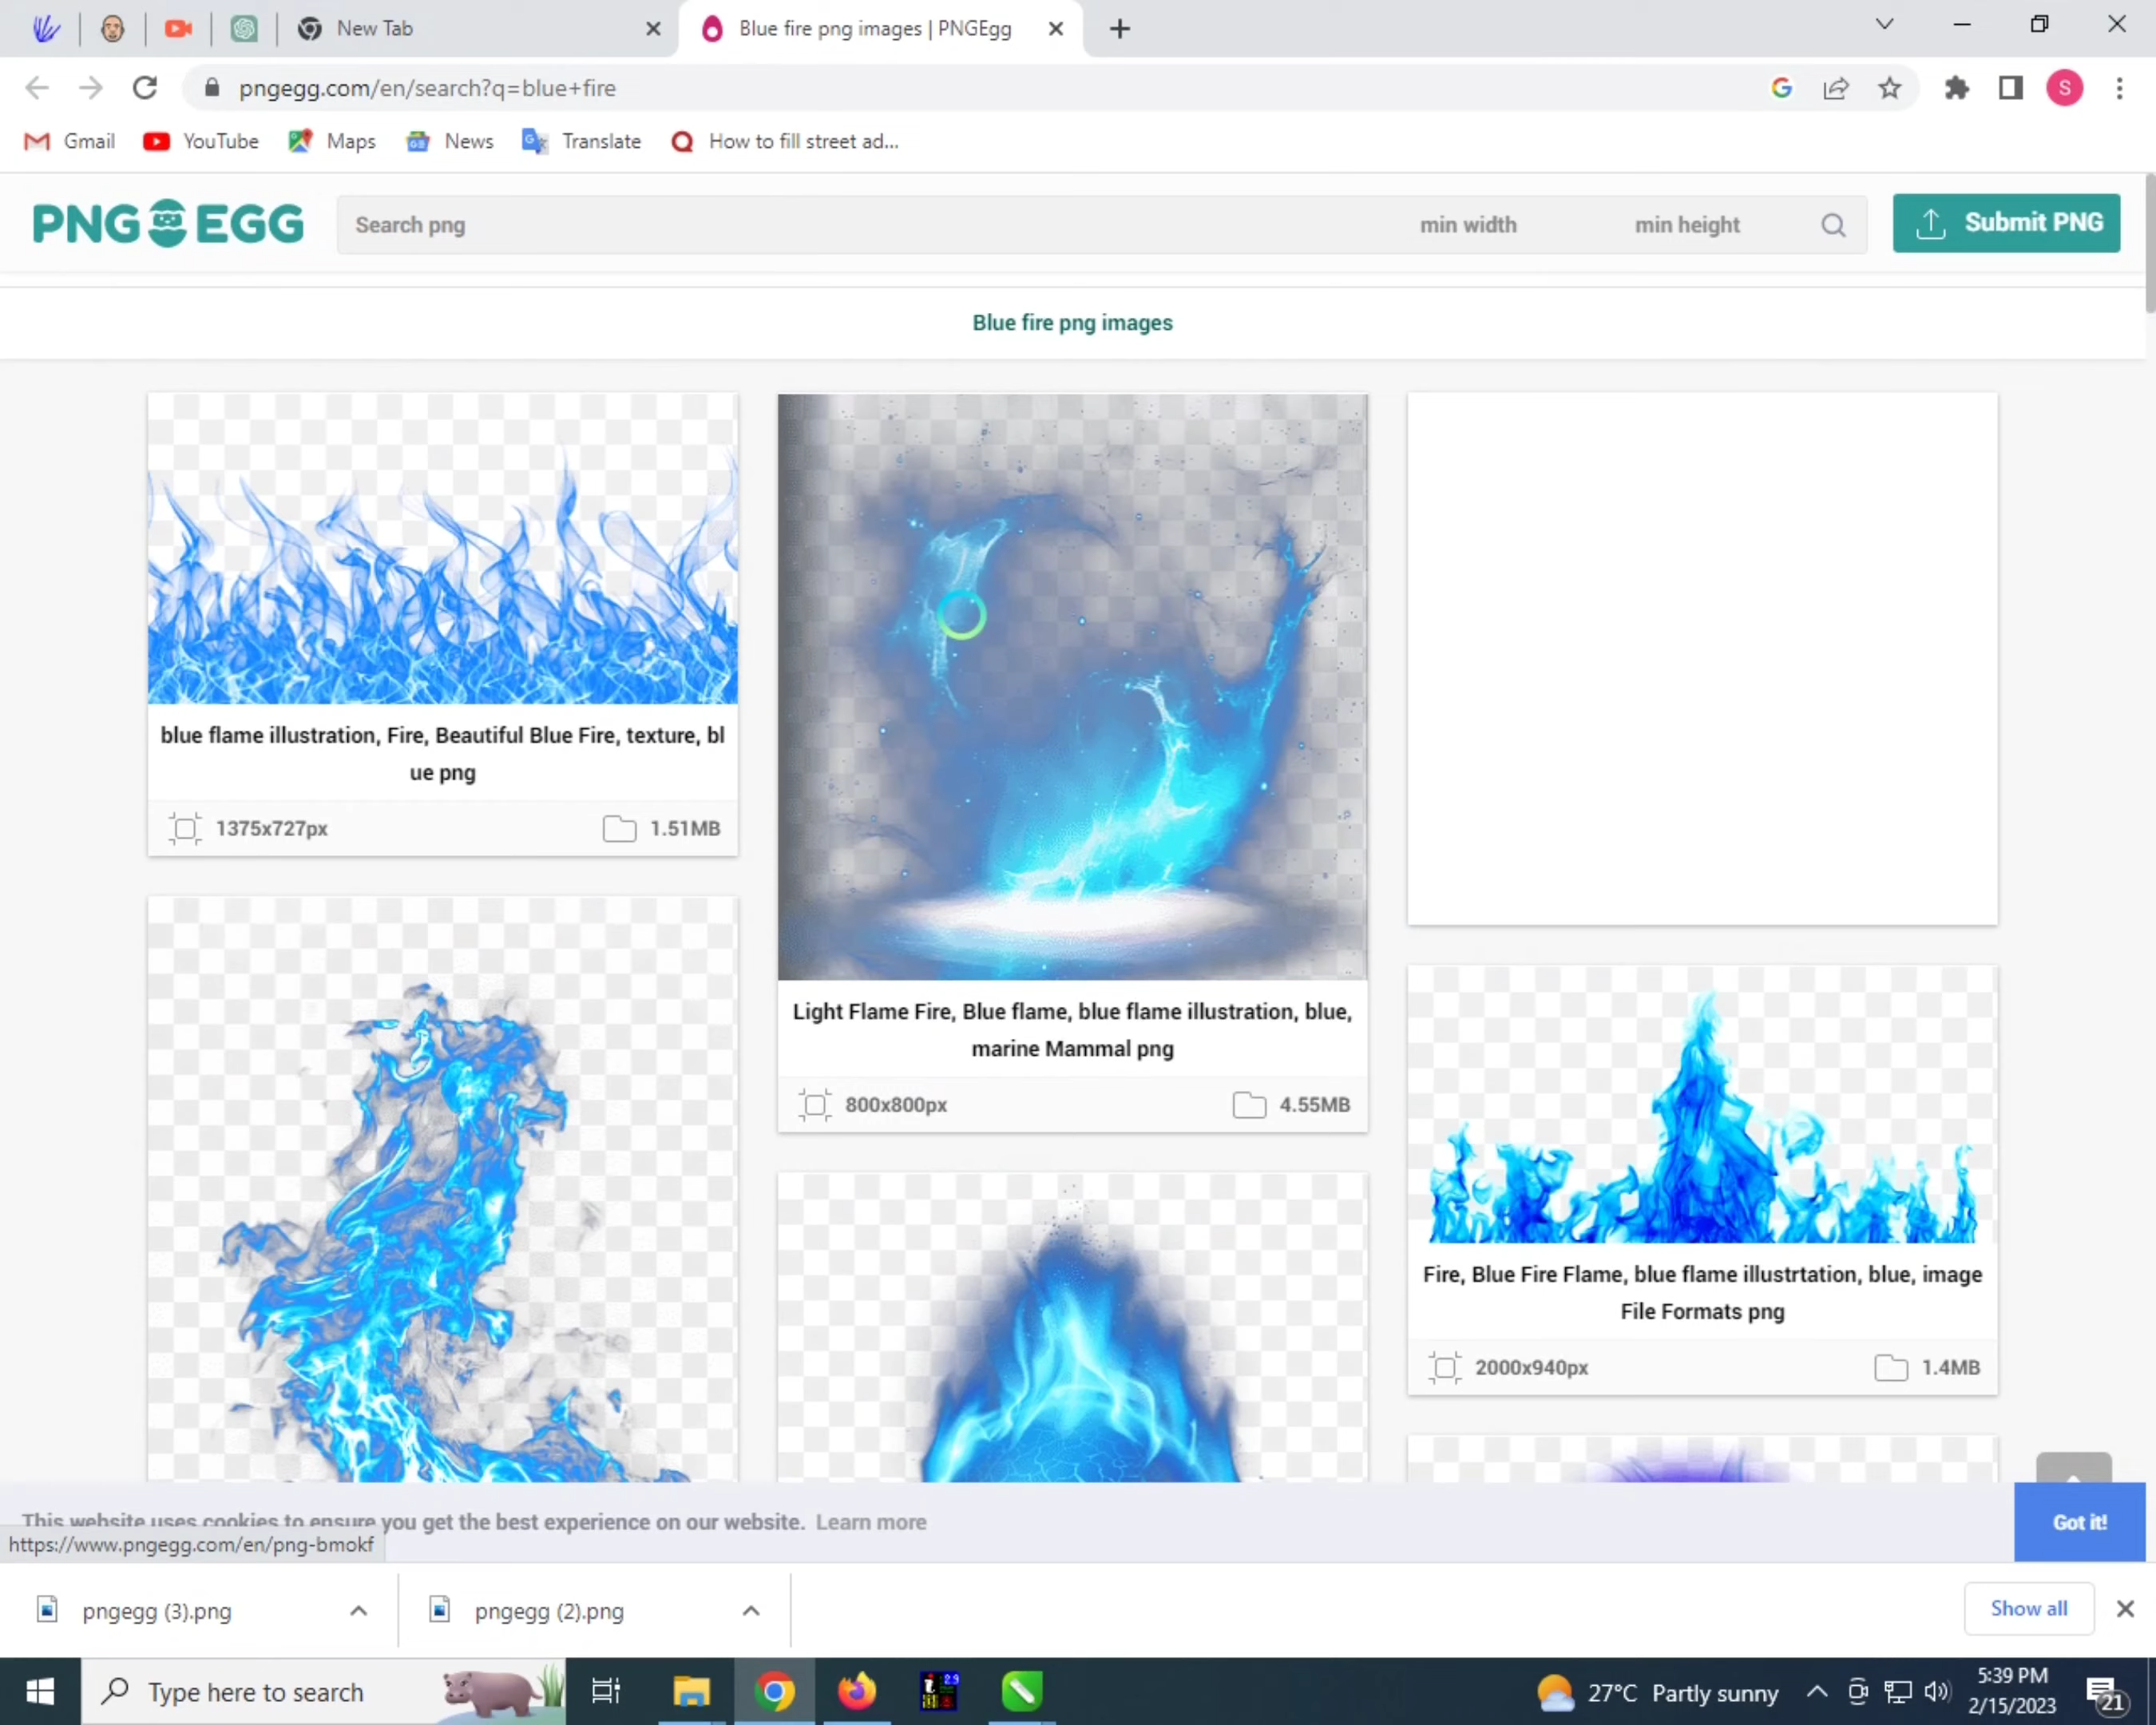 New Tab
Blue fire png images | PNGEgg
pngegg.com/en/search?q=blue+fire
G
S
Gmail
YouTube
Maps
News
Translate
How to fill street ad...
PNG EGG
Search png
min width
min height
Submit PNG
Blue fire png images
blue flame illustration, Fire, Beautiful Blue Fire, texture, bl
ue png
1375x727px
1.51MB
Light Flame Fire, Blue flame, blue flame illustration, blue,
marine Mammal png
800x800px
4.55MB
Fire, Blue Fire Flame, blue flame illustrtation, blue, image
File Formats png
2000x940px
1.4MB
This website uses cookies to ensure you get the best experience on our website. Learn more
Got it!
https://www.pngegg.com/en/png-bmokf
pngegg (3).png
pngegg (2).png
Show all
Type here to search
27°C Partly sunny
5:39 PM
2/15/2023
21